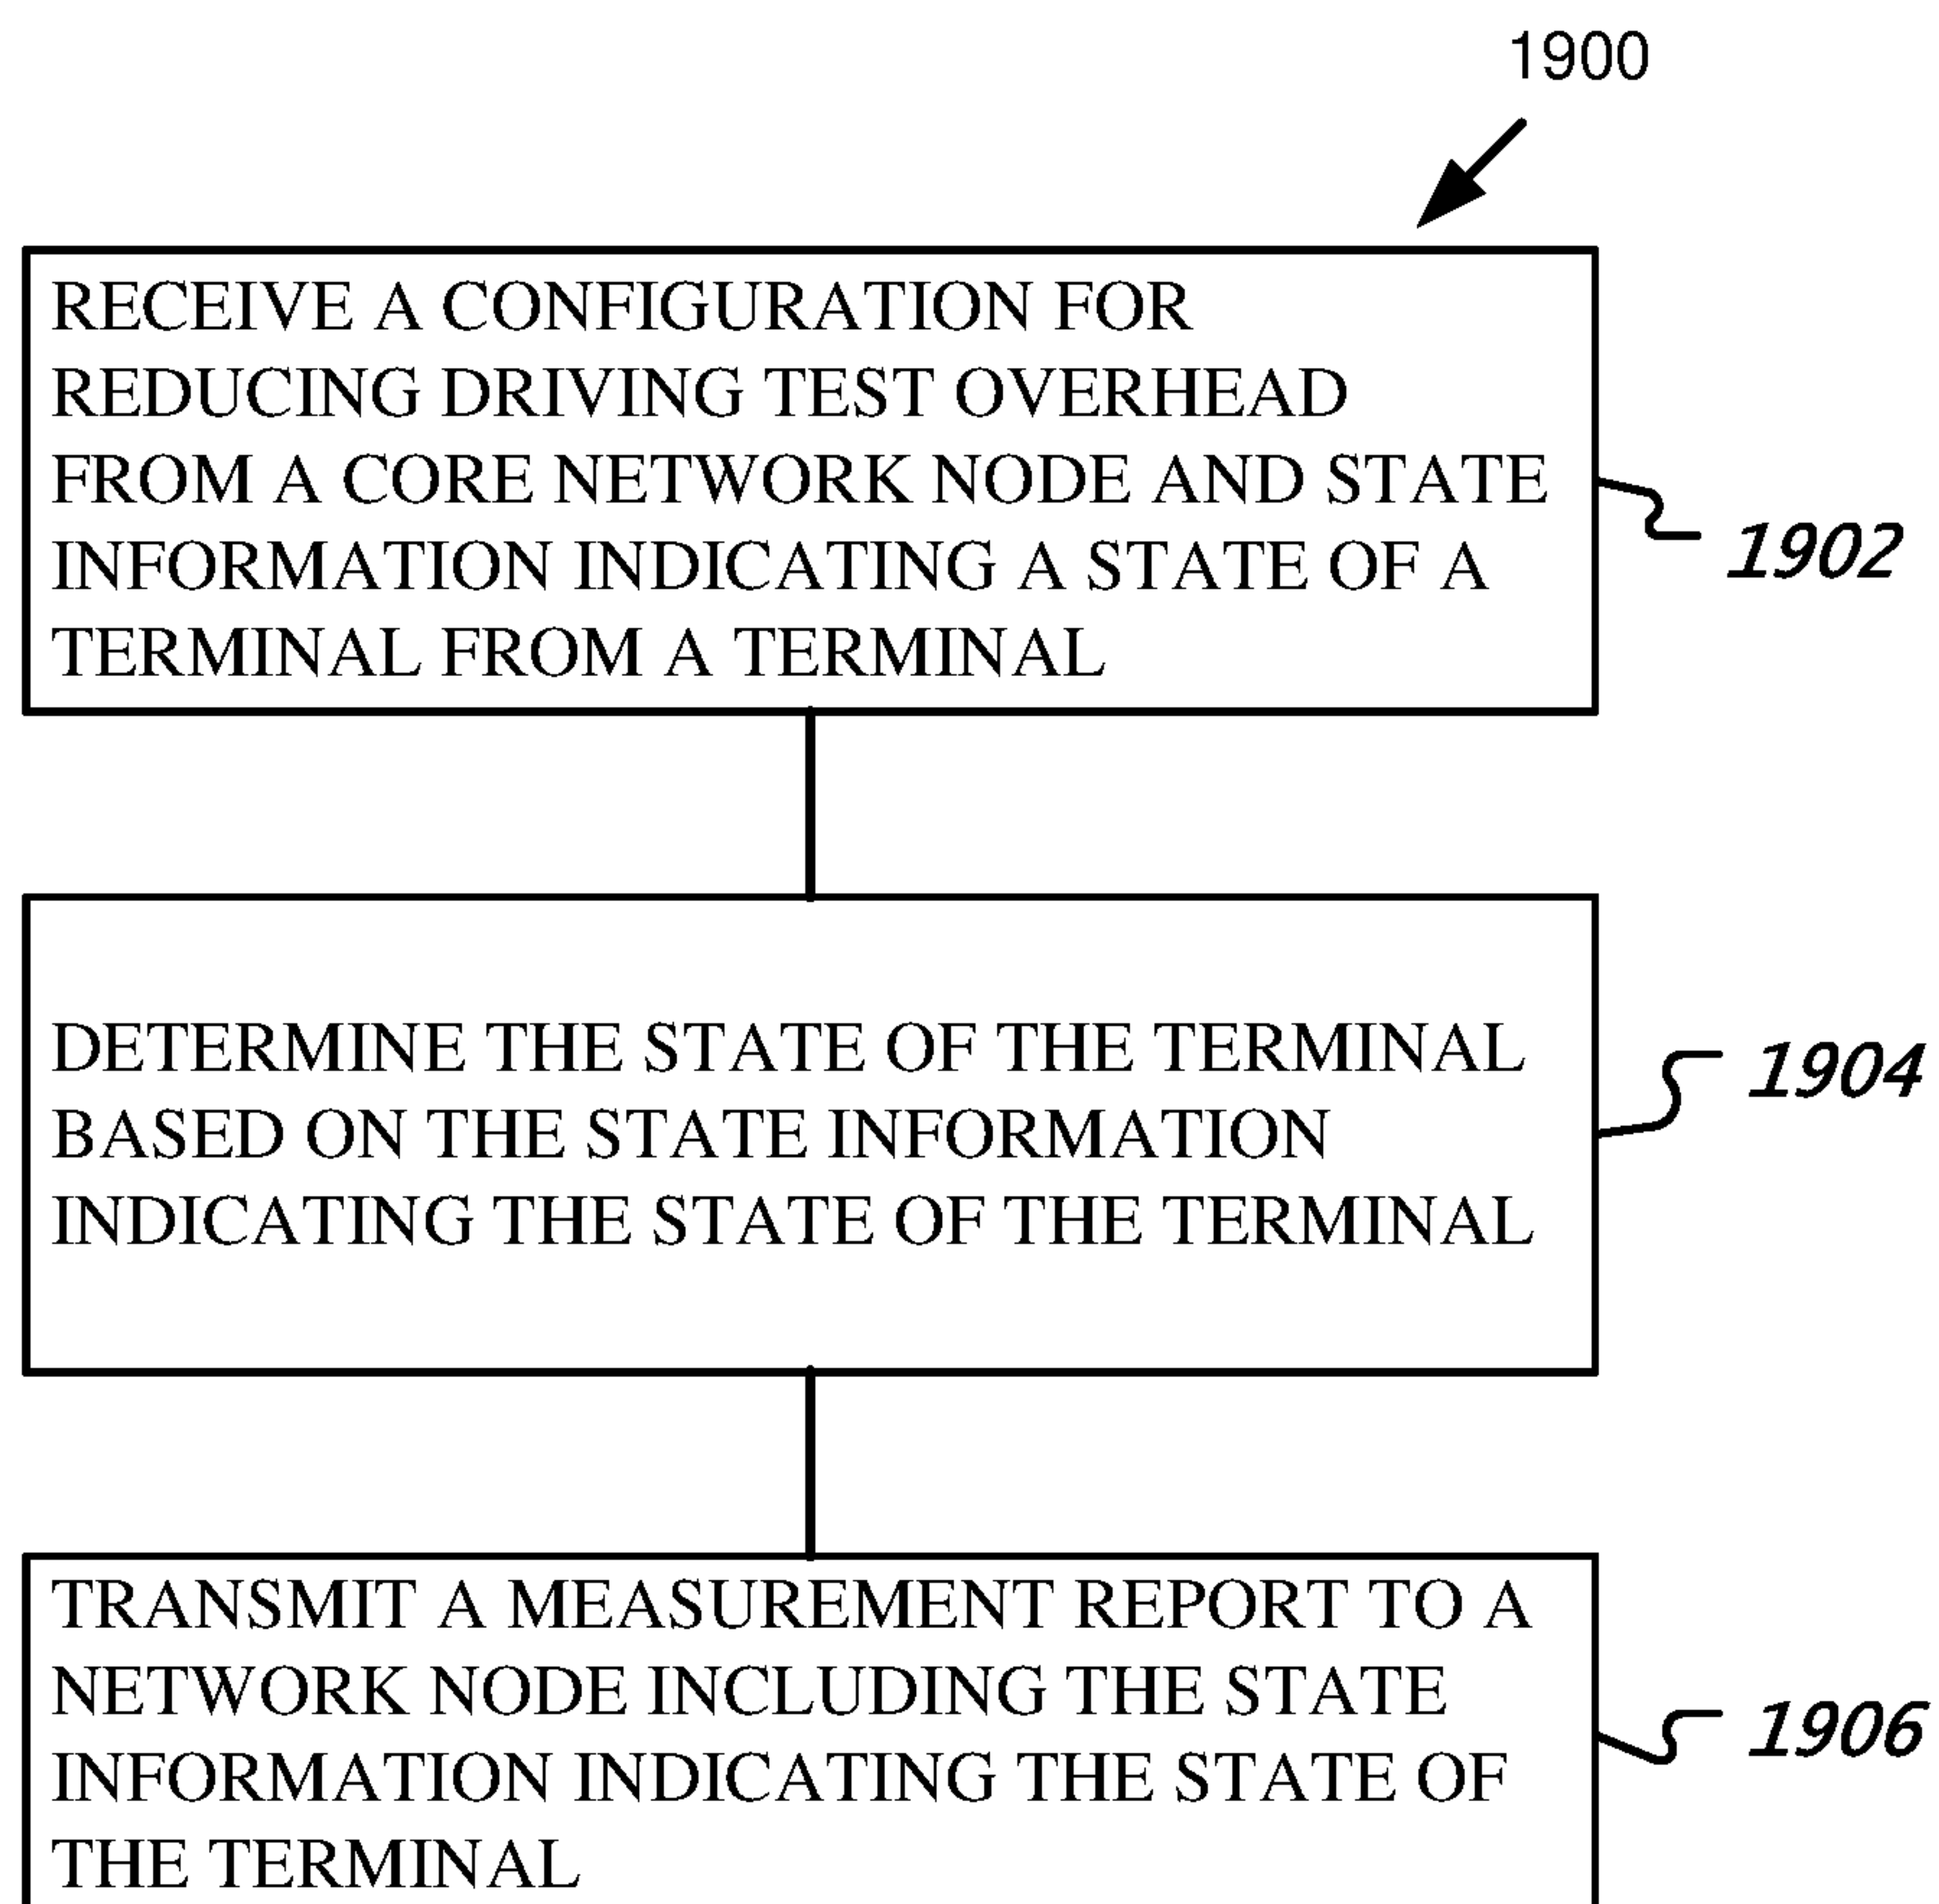 1900
RECEIVE A CONFIGURATION FOR
REDUCING DRIVING TEST OVERHEAD
FROM A CORE NETWORK NODE AND STATE
INFORMATION INDICATING A STATE OF A
TERMINAL FROM A TERMINAL
1902
DETERMINE THE STATE OF THE TERMINAL
BASED ON THE STATE INFORMATION
INDICATING THE STATE OF THE TERMINAL
1904
TRANSMIT A MEASUREMENT REPORT TO A
NETWORK NODE INCLUDING THE STATE
INFORMATION INDICATING THE STATE OF
THE TERMINAL
1906